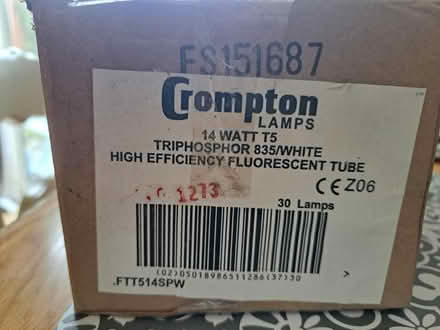 FS151687
Crompton
LAMPS
14 WATT T5
TRIPHOSPHOR 835/WHITE
HIGH EFFICIENCY FLUORESCENT TUBE
CE Z06
1273
30 Lamps
(02)05018986511286(37)30 >
.FTT514SPW